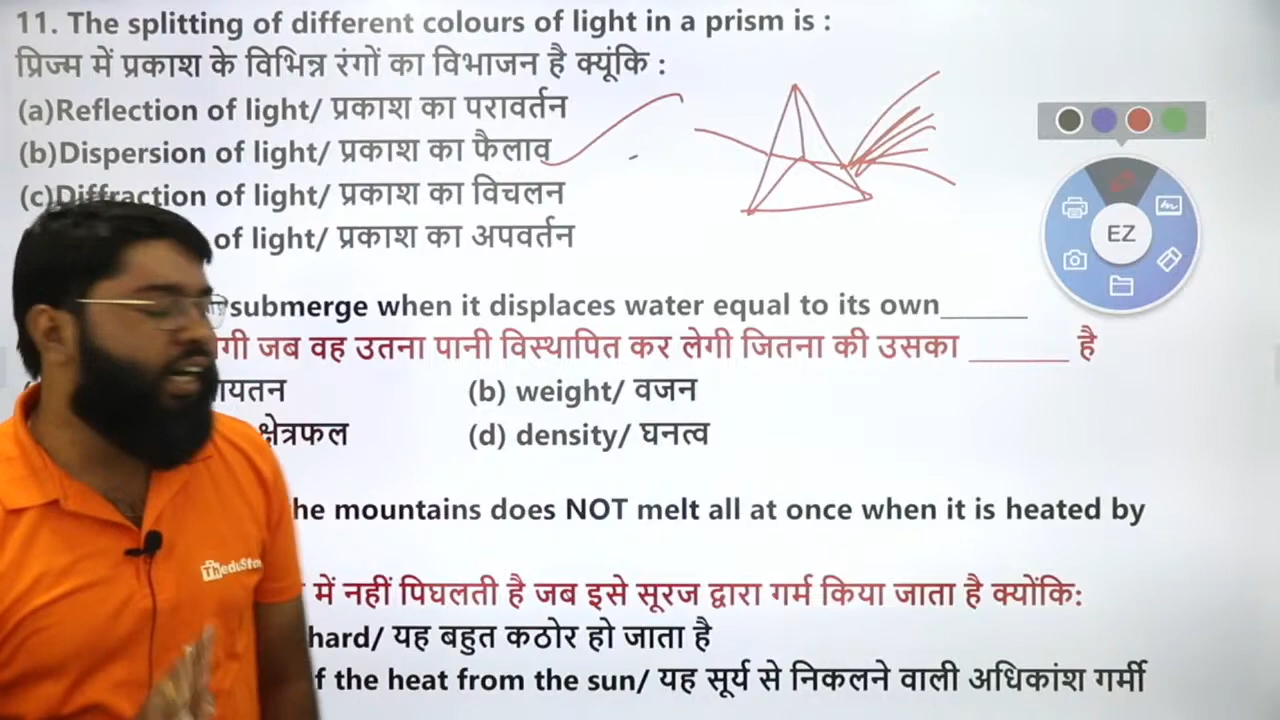 11. The splitting of different colours of light in a prism is :
प्रिज्म में प्रकाश के विभिन्न रंगों का विभाजन है क्यूंकि :
(a)Reflection of light/ प्रकाश का परावर्तन
(b)Dispersion of light/ प्रकाश का फैलाव
(c)Diffraction of light/ प्रकाश का विचलन
of light/ प्रकाश का अपवर्तन
submerge when it displaces water equal to its own______
जब वह उतना पानी विस्थापित कर लेगी जितना की उसका _______ है
(b) weight/ वजन
क्षेत्रफल (d) density/ घनत्व
the mountains does NOT melt all at once when it is heated by
में नहीं पिघलती है जब इसे सूरज द्वारा गर्म किया जाता है क्योंकि:
hard/ यह बहुत कठोर हो जाता है
the heat from the sun/ यह सूर्य से निकलने वाली अधिकांश गर्मी
EZ